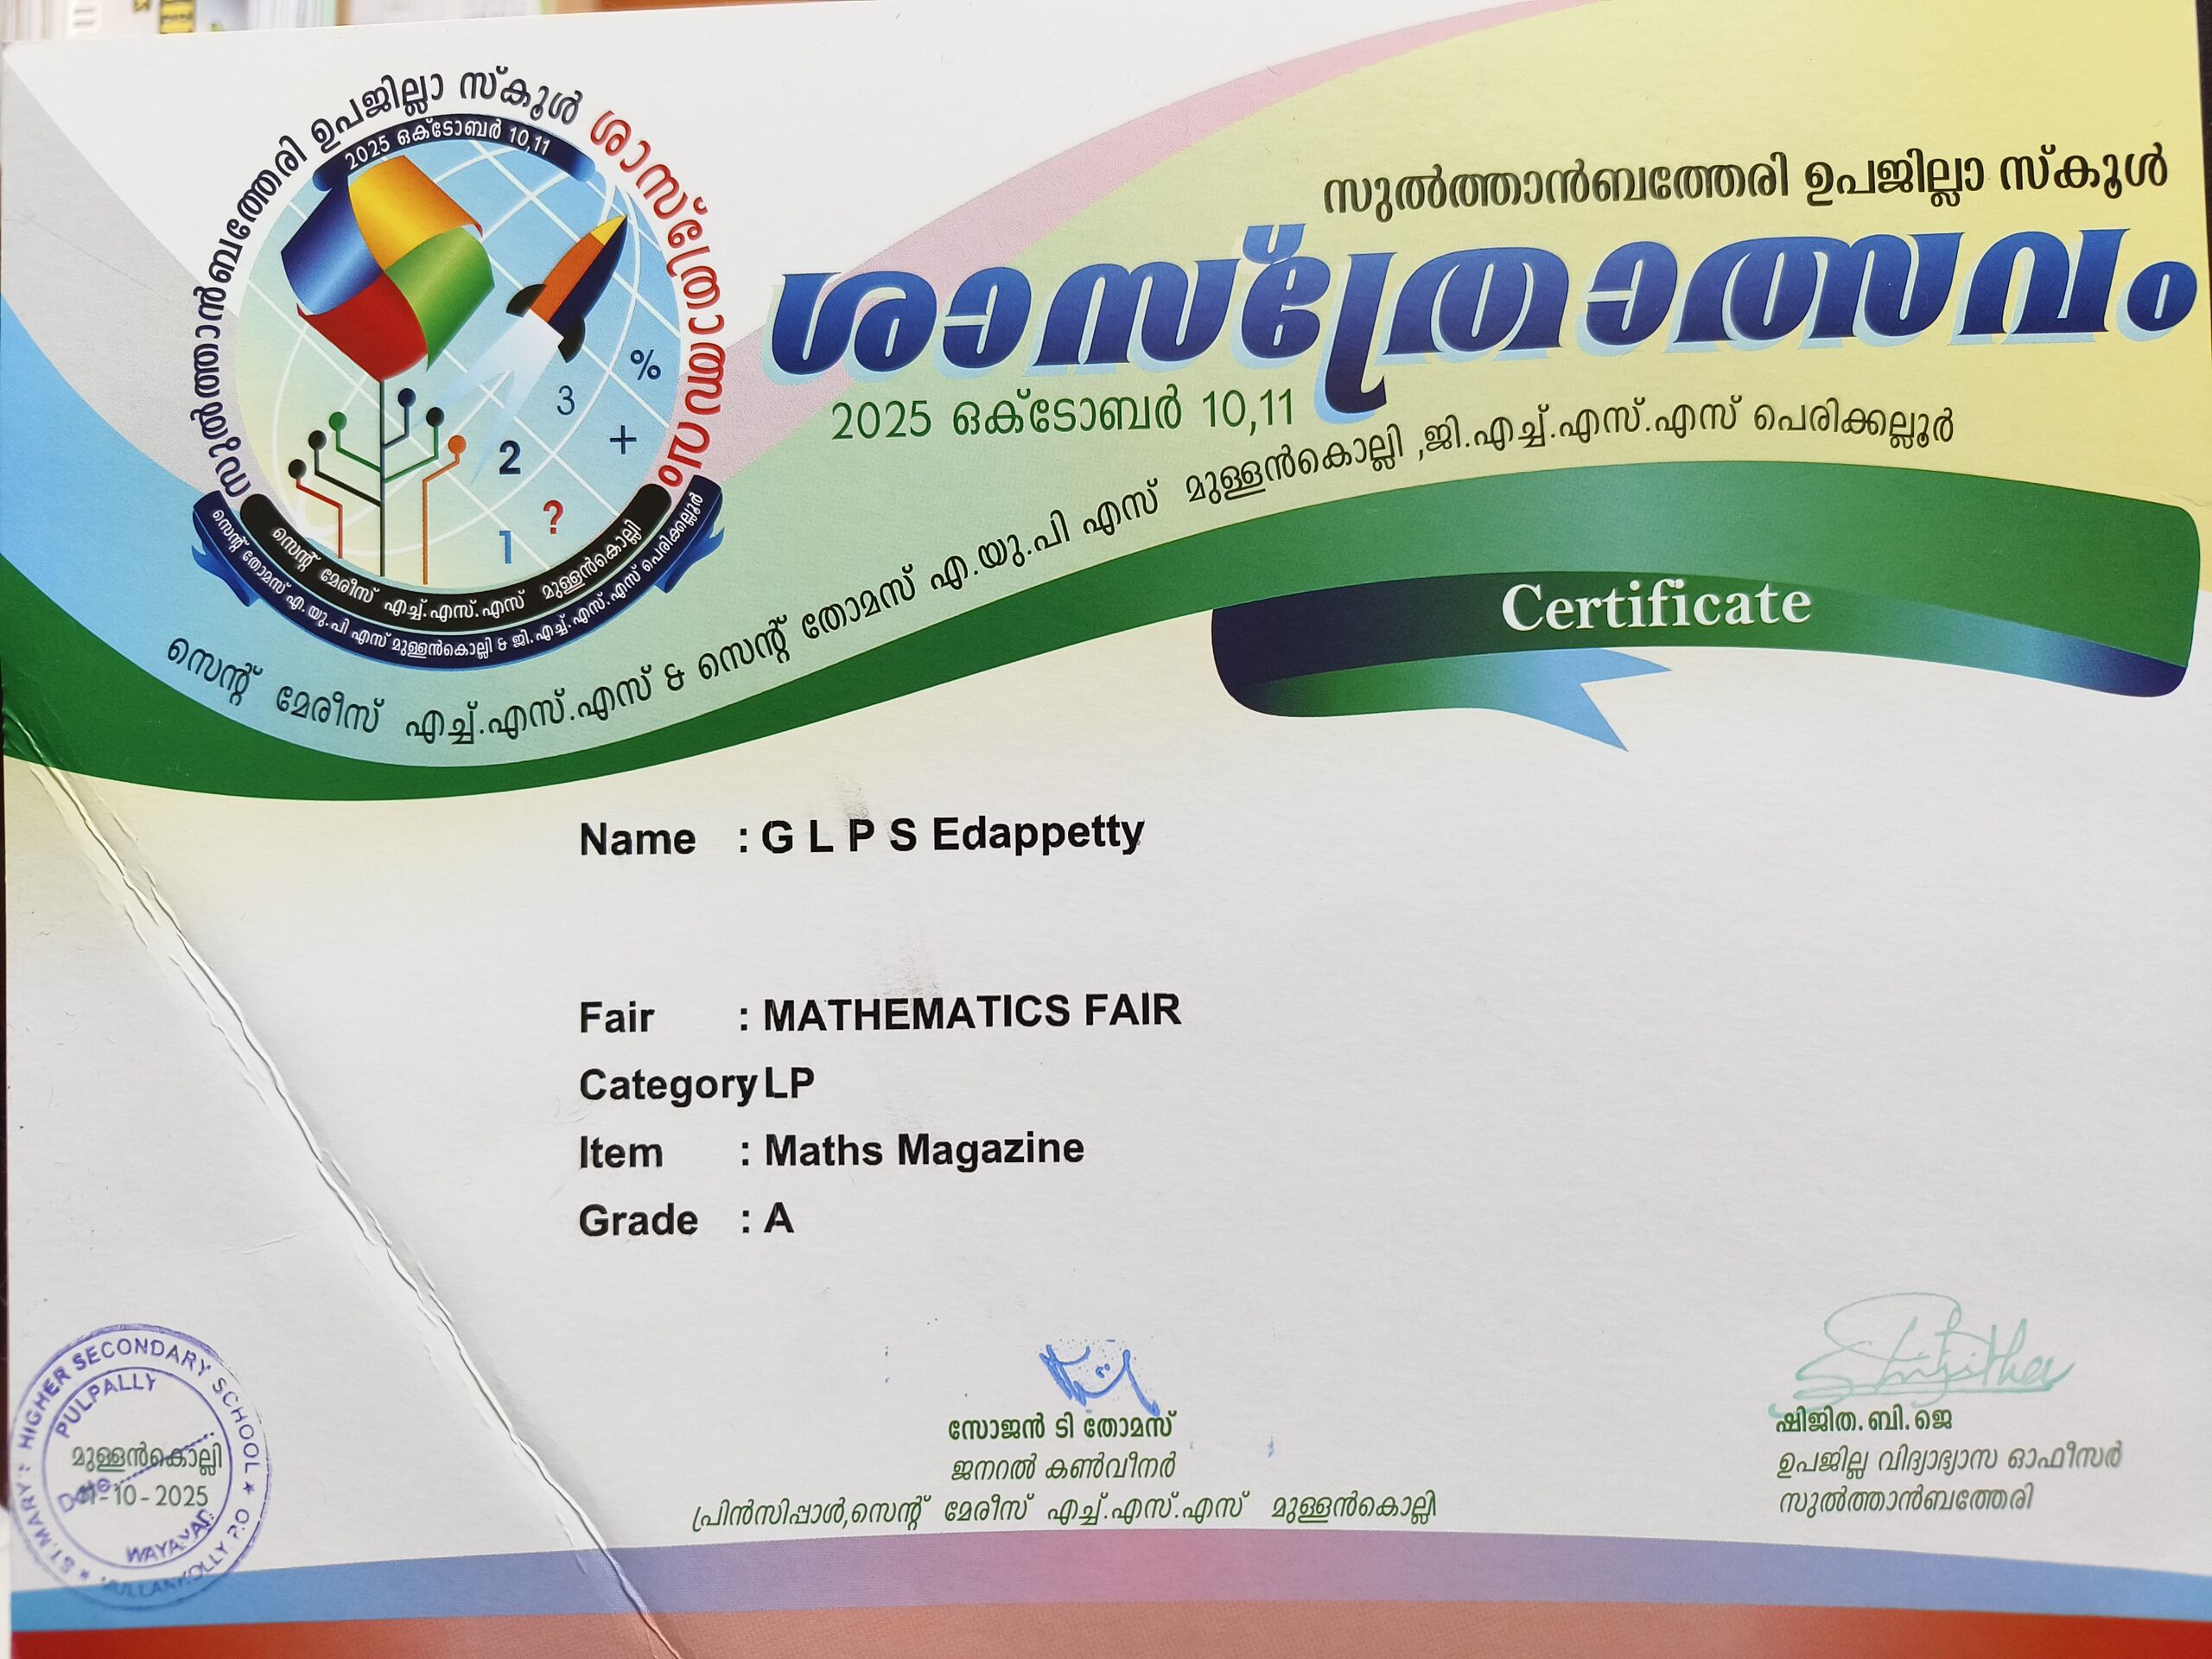 സുൽത്താൻബത്തേരി ഉപജില്ലാ സ്കൂൾ ശാസ്ത്രോത്സവം
2025 ഒക്ടോബർ 10,11
%
3
+
2
?
1
സെന്റ് മേരീസ് എച്ച്.എസ്.എസ് മുള്ളൻകൊല്ലി
സെന്റ് തോമസ് എ.യു.പി എസ് മുള്ളൻകൊല്ലി & ജി.എച്ച്.എസ്.എസ് പെരിക്കല്ലൂർ
സുൽത്താൻബത്തേരി ഉപജില്ലാ സ്കൂൾ
ശാസ്ത്രോത്സവം
2025 ഒക്ടോബർ 10,11
സെന്റ് മേരീസ് എച്ച്.എസ്.എസ് & സെന്റ് തോമസ് എ.യു.പി എസ് മുള്ളൻകൊല്ലി ,ജി.എച്ച്.എസ്.എസ് പെരിക്കല്ലൂർ
Certificate
Name : G L P S Edappetty
Fair : MATHEMATICS FAIR
Category LP
Item : Maths Magazine
Grade : A
സോജൻ ടി തോമസ്
ജനറൽ കൺവീനർ
പ്രിൻസിപ്പാൾ,സെന്റ് മേരീസ് എച്ച്.എസ്.എസ് മുള്ളൻകൊല്ലി
ഷിജിത.ബി.ജെ
ഉപജില്ല വിദ്യാഭ്യാസ ഓഫീസർ
സുൽത്താൻബത്തേരി
ST.MARY'S HIGHER SECONDARY SCHOOL
PULPALLY
മുള്ളൻകൊല്ലി
Date
-10-2025
WAYANAD
MULLANKOLLY P.O